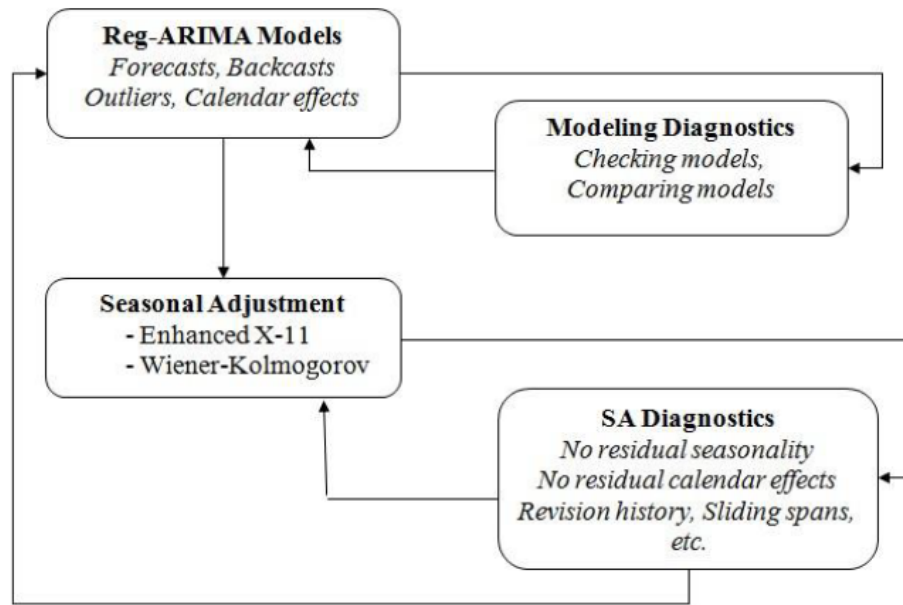 Reg-ARIMA Models
Forecasts, Backcasts
Outliers, Calendar effects
Modeling Diagnostics
Checking models,
Comparing models
Seasonal Adjustment
- Enhanced X-11
- Wiener-Kolmogorov
SA Diagnostics
No residual seasonality
No residual calendar effects
Revision history, Sliding spans,
etc.